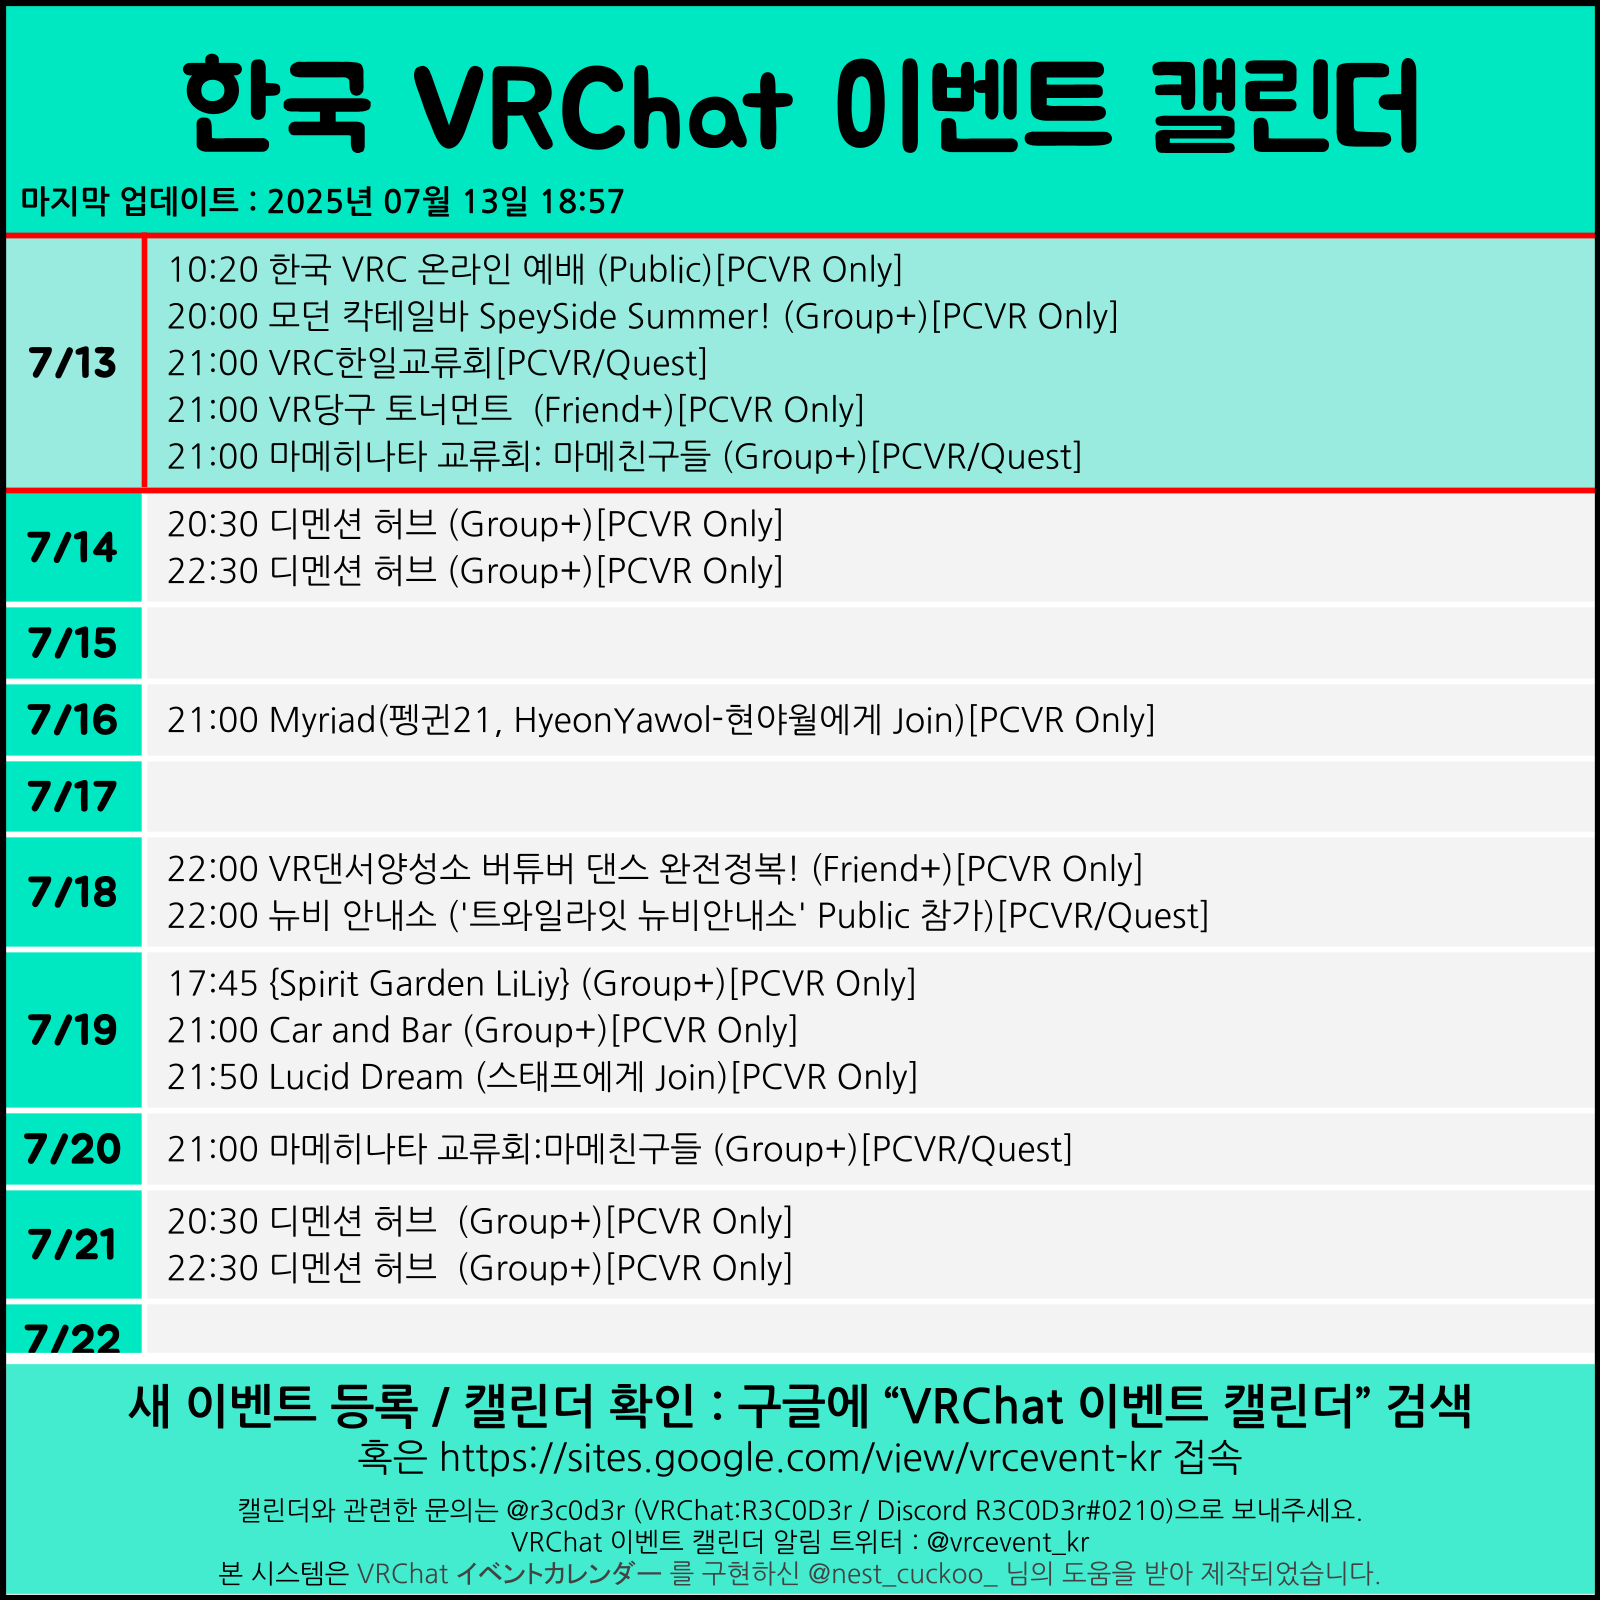 한국 VRChat 이벤트 캘린더
마지막 업데이트 : 2025년 07월 13일 18:57
7/13
10:20 한국 VRC 온라인 예배 (Public)[PCVR Only]
20:00 모던 칵테일바 SpeySide Summer! (Group+)[PCVR Only]
21:00 VRC한일교류회[PCVR/Quest]
21:00 VR당구 토너먼트  (Friend+)[PCVR Only]
21:00 마메히나타 교류회: 마메친구들 (Group+)[PCVR/Quest]
7/14
20:30 디멘션 허브 (Group+)[PCVR Only]
22:30 디멘션 허브 (Group+)[PCVR Only]
7/15
7/16
21:00 Myriad(펭귄21, HyeonYawol-현야월에게 Join)[PCVR Only]
7/17
7/18
22:00 VR댄서양성소 버튜버 댄스 완전정복! (Friend+)[PCVR Only]
22:00 뉴비 안내소 ('트와일라잇 뉴비안내소' Public 참가)[PCVR/Quest]
7/19
17:45 {Spirit Garden LiLiy} (Group+)[PCVR Only]
21:00 Car and Bar (Group+)[PCVR Only]
21:50 Lucid Dream (스태프에게 Join)[PCVR Only]
7/20
21:00 마메히나타 교류회:마메친구들 (Group+)[PCVR/Quest]
7/21
20:30 디멘션 허브  (Group+)[PCVR Only]
22:30 디멘션 허브  (Group+)[PCVR Only]
7/22
새 이벤트 등록 / 캘린더 확인 : 구글에 “VRChat 이벤트 캘린더” 검색
혹은 https://sites.google.com/view/vrcevent-kr 접속
캘린더와 관련한 문의는 @r3c0d3r (VRChat:R3C0D3r / Discord R3C0D3r#0210)으로 보내주세요.
VRChat 이벤트 캘린더 알림 트위터 : @vrcevent_kr
본 시스템은 VRChat イベントカレンダー 를 구현하신 @nest_cuckoo_ 님의 도움을 받아 제작되었습니다.